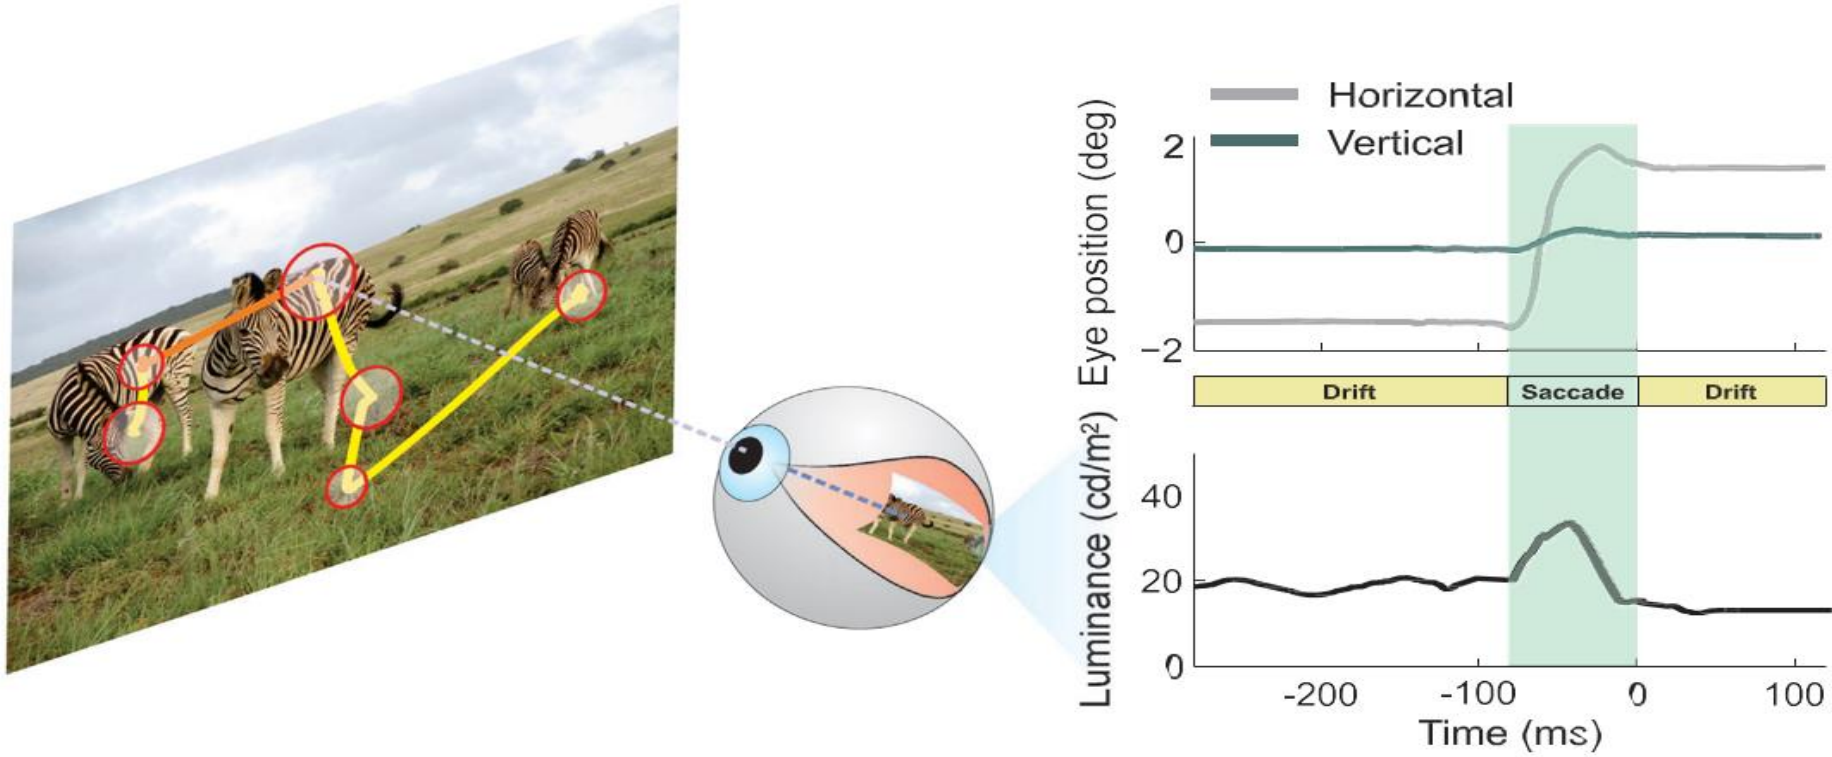 Horizontal
Vertical
Eye position (deg)
2
0
−2
Drift
Saccade
Drift
Luminance (cd/m²)
40
20
0
-200
-100
0
100
Time (ms)